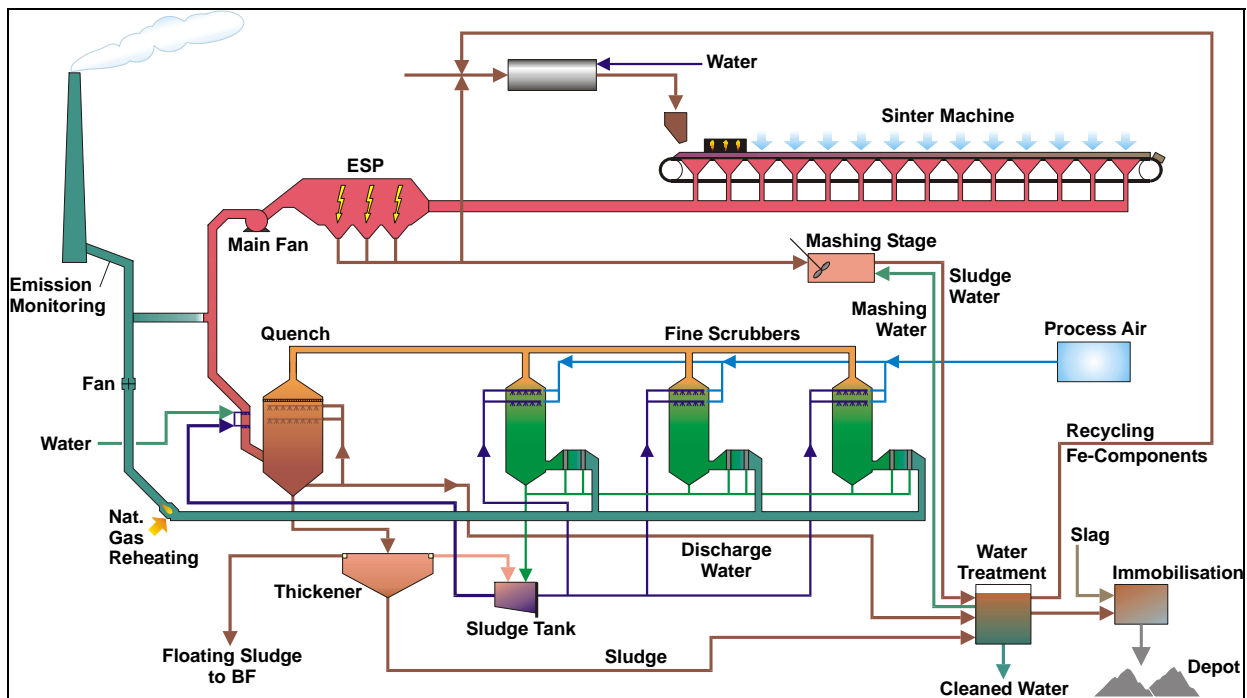 Water
Sinter Machine
ESP
Main Fan
Mashing Stage
Emission
Monitoring
Sludge
Water
Mashing
Water
Quench
Fine Scrubbers
Process Air
Fan
Water
Recycling
Fe-Components
Nat.
Gas
Reheating
Discharge
Water
Slag
Water
Treatment
Immobilisation
Thickener
Sludge Tank
Floating Sludge
to BF
Sludge
Cleaned Water
Depot